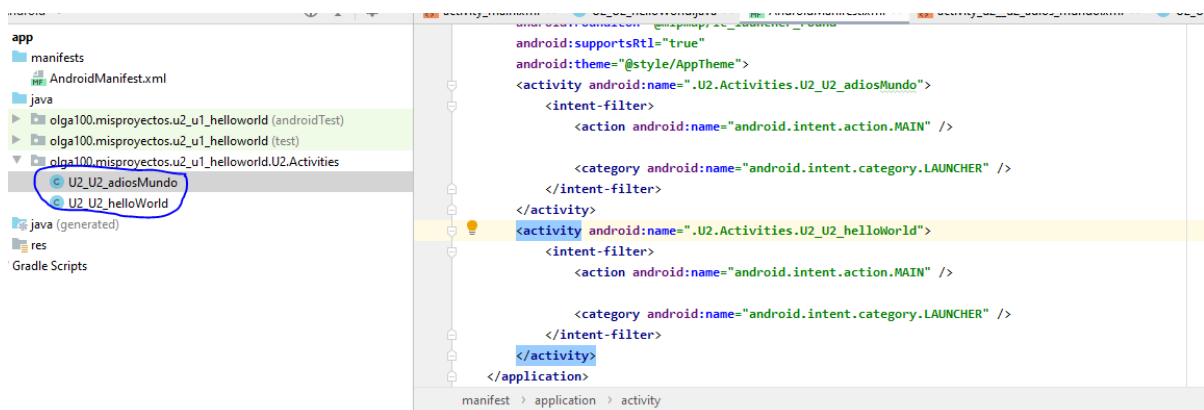 app
manifests
AndroidManifest.xml
java
olga100.misproyectos.u2_u1_helloworld (androidTest)
olga100.misproyectos.u2_u1_helloworld (test)
olga100.misproyectos.u2_u1_helloworld.U2.Activities
U2_U2_adiosMundo
U2_U2_helloWorld
java (generated)
res
Gradle Scripts
android:supportsRtl="true"
android:theme="@style/AppTheme">
<activity android:name=".U2.Activities.U2_U2_adiosMundo">
<intent-filter>
<action android:name="android.intent.action.MAIN" />
<category android:name="android.intent.category.LAUNCHER" />
</intent-filter>
</activity>
<activity android:name=".U2.Activities.U2_U2_helloWorld">
<intent-filter>
<action android:name="android.intent.action.MAIN" />
<category android:name="android.intent.category.LAUNCHER" />
</intent-filter>
</activity>
</application>
manifest > application > activity